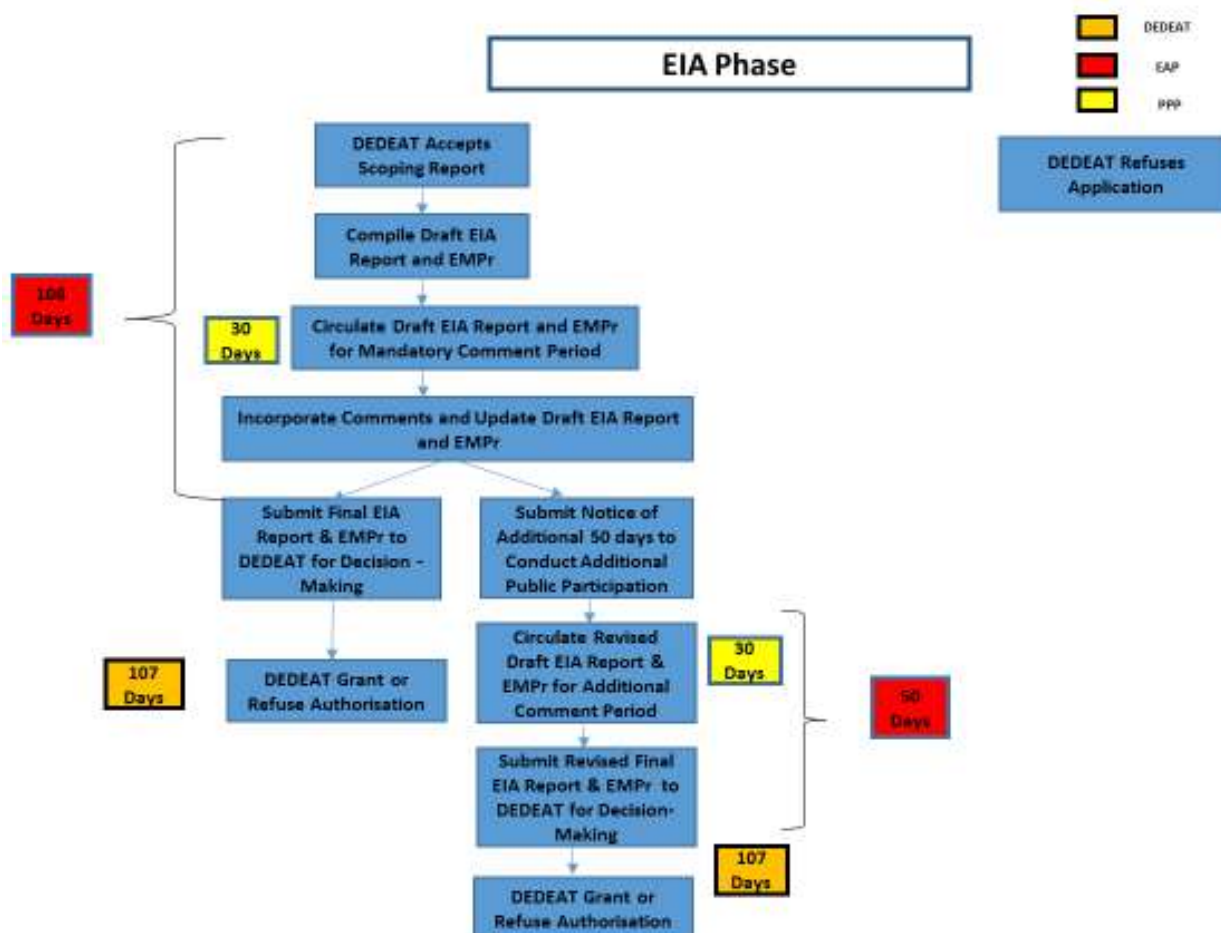 DEDEAT
EIA Phase
EAP
PPP
DEDEAT Accepts
Scoping Report
DEDEAT Refuses
Application
Compile Draft EIA
Report and EMPr
Days
30
Days
Circulate Draft EIA Report and EMPr
for Mandatory Comment Period
Incorporate Comments and Update Draft EIA Report
and EMPr
Submit Final EIA
Report & EMPr to
DEDEAT for Decision -
Making
Submit Notice of
Additional 50 days to
Conduct Additional
Public Participation
107
Days
DEDEAT Grant or
Refuse Authorisation
Circulate Revised
Draft EIA Report &
EMPr for Additional
Comment Period
30
Days
50
Days
Submit Revised Final
EIA Report & EMPr to
DEDEAT for Decision-
Making
107
Days
DEDEAT Grant or
Refuse Authorisation